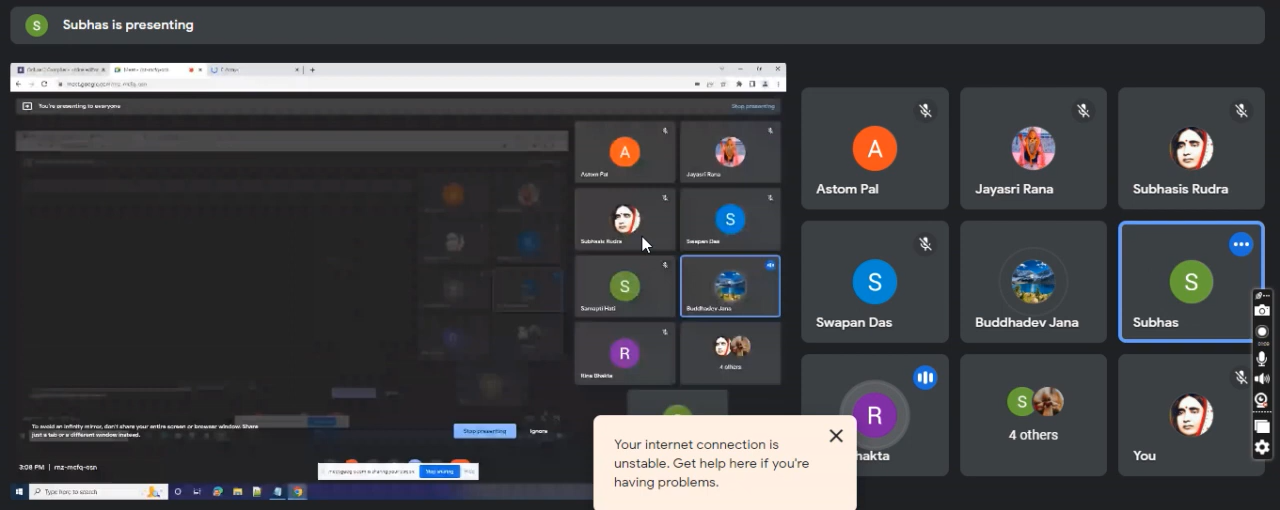 S
Subhas is presenting
You're presenting to everyone
Stop presenting
A
Astom Pal
Jayasri Rana
Subhasis Rudra
S
Swapan Das
S
Samapti Hati
Buddhadev Jana
R
4 others
To avoid an infinity mirror, don't share your entire screen or browser window. Share
just a tab or a different window instead.
Stop presenting
Ignore
3:08 PM
Type here to search
Stop sharing
Hide
A
Astom Pal
Jayasri Rana
Subhasis Rudra
S
Swapan Das
Buddhadev Jana
S
Subhas
R
hakta
S
4 others
You
Your internet connection is
unstable. Get help here if you're
having problems.